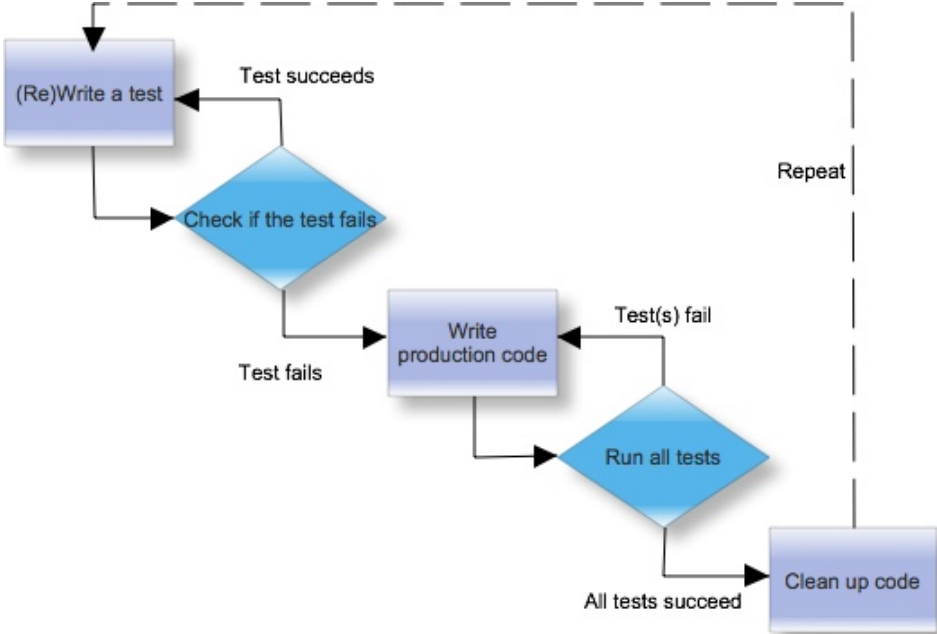 Test succeeds
(Re)Write a test
Repeat
Check if the test fails
Test(s) fail
Write
production code
Test fails
Run all tests
Clean up code
All tests succeed